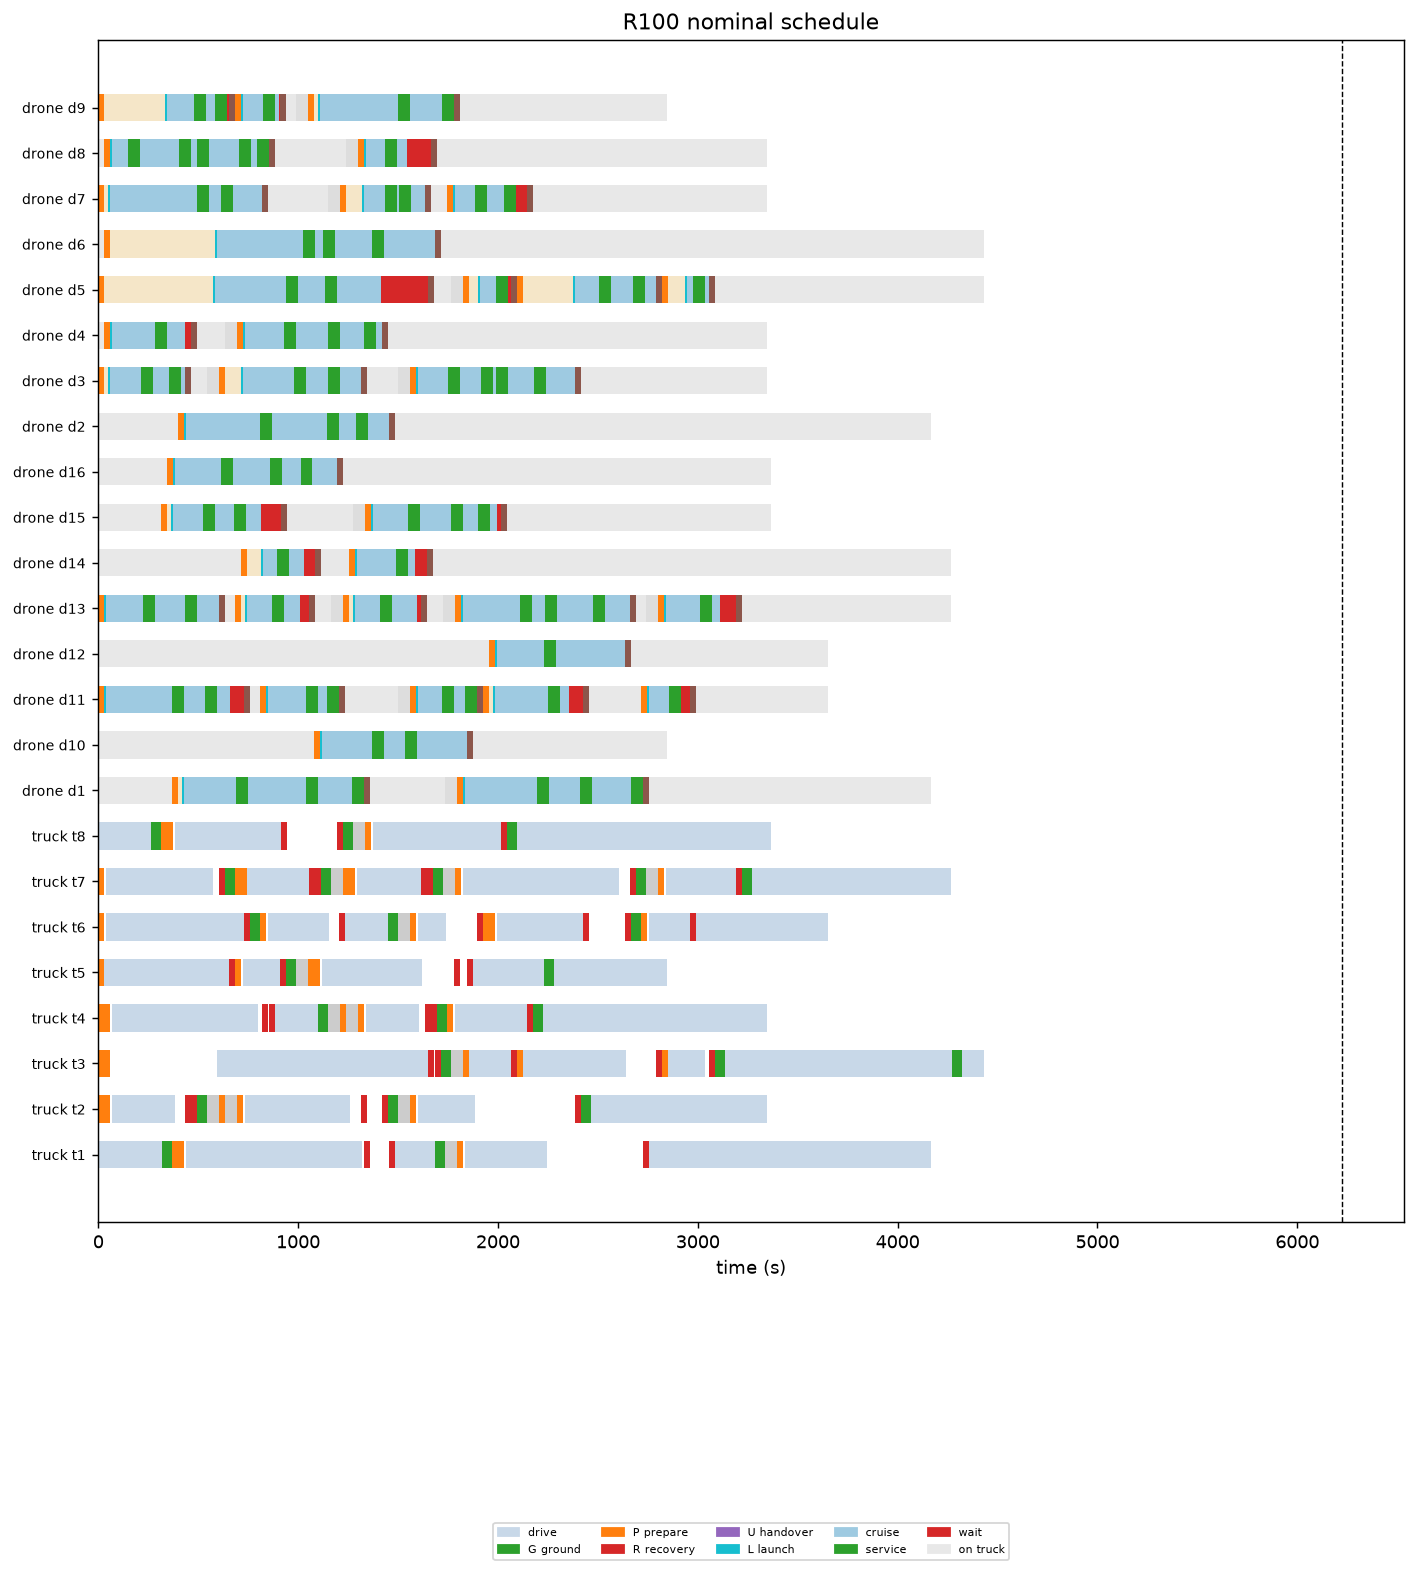 R100 nominal schedule
drone d9
drone d8
drone d7
drone d6
drone d5
drone d4
drone d3
drone d2
drone d16
drone d15
drone d14
drone d13
drone d12
drone d11
drone d10
drone d1
truck t8
truck t7
truck t6
truck t5
truck t4
truck t3
truck t2
truck t1
0 1000 2000 3000 4000 5000 6000
time (s)
drive P prepare U handover cruise wait
G ground R recovery L launch service on truck